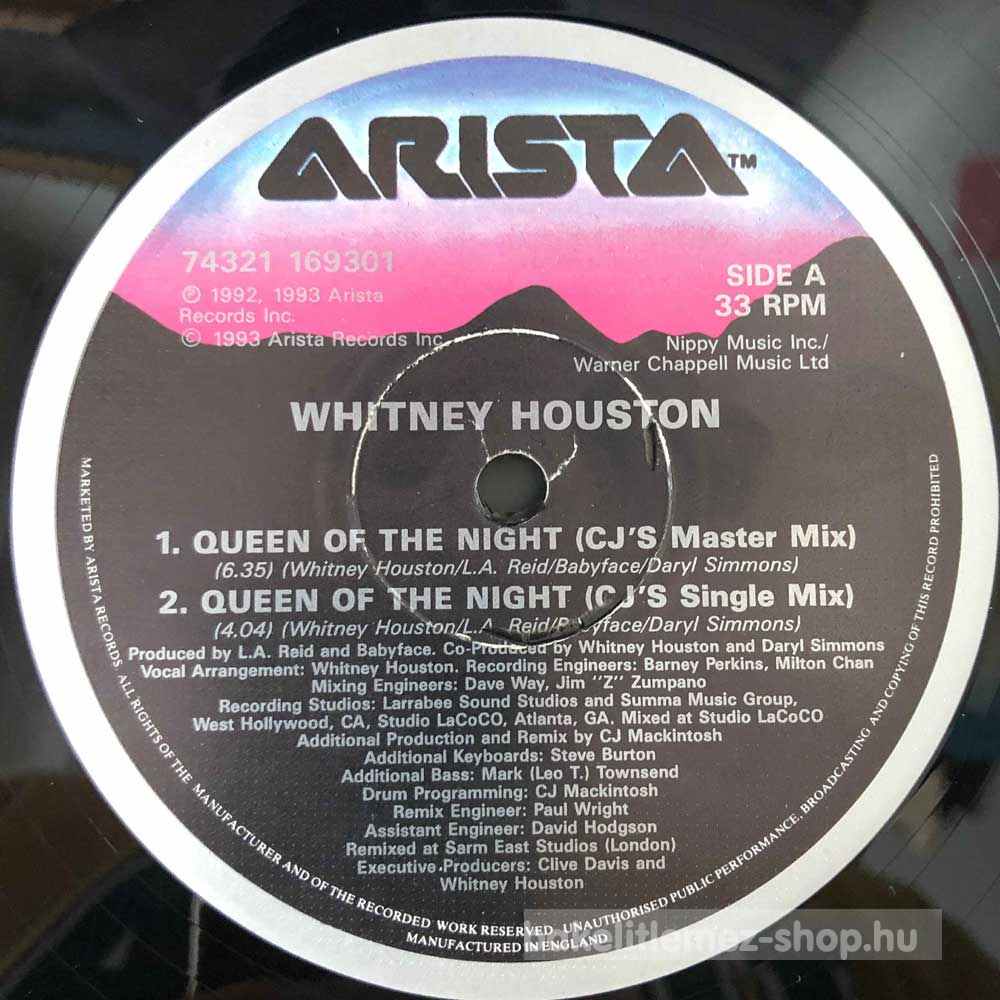 ARISTA™
74321 169301
℗ 1992, 1993 Arista
Records Inc.
© 1993 Arista Records Inc.
SIDE A
33 RPM
Nippy Music Inc./
Warner Chappell Music Ltd
WHITNEY HOUSTON
1. QUEEN OF THE NIGHT (CJ'S Master Mix)
(6.35) (Whitney Houston/L.A. Reid/Babyface/Daryl Simmons)
2. QUEEN OF THE NIGHT (CJ'S Single Mix)
(4.04) (Whitney Houston/L.A. Reid/Babyface/Daryl Simmons)
Produced by L.A. Reid and Babyface. Co-Produced by Whitney Houston and Daryl Simmons
Vocal Arrangement: Whitney Houston. Recording Engineers: Barney Perkins, Milton Chan
Mixing Engineers: Dave Way, Jim "Z" Zumpano
Recording Studios: Larrabee Sound Studios and Summa Music Group,
West Hollywood, CA, Studio LaCoCO, Atlanta, GA. Mixed at Studio LaCoCO
Additional Production and Remix by CJ Mackintosh
Additional Keyboards: Steve Burton
Additional Bass: Mark (Leo T.) Townsend
Drum Programming: CJ Mackintosh
Remix Engineer: Paul Wright
Assistant Engineer: David Hodgson
Remixed at Sarm East Studios (London)
Executive Producers: Clive Davis and
Whitney Houston
MARKETED BY ARISTA RECORDS. ALL RIGHTS OF THE MANUFACTURER AND OF THE RECORDED WORK RESERVED. UNAUTHORISED PUBLIC PERFORMANCE, BROADCASTING AND COPYING OF THIS RECORD PROHIBITED
MANUFACTURED IN ENGLAND
-shop.hu